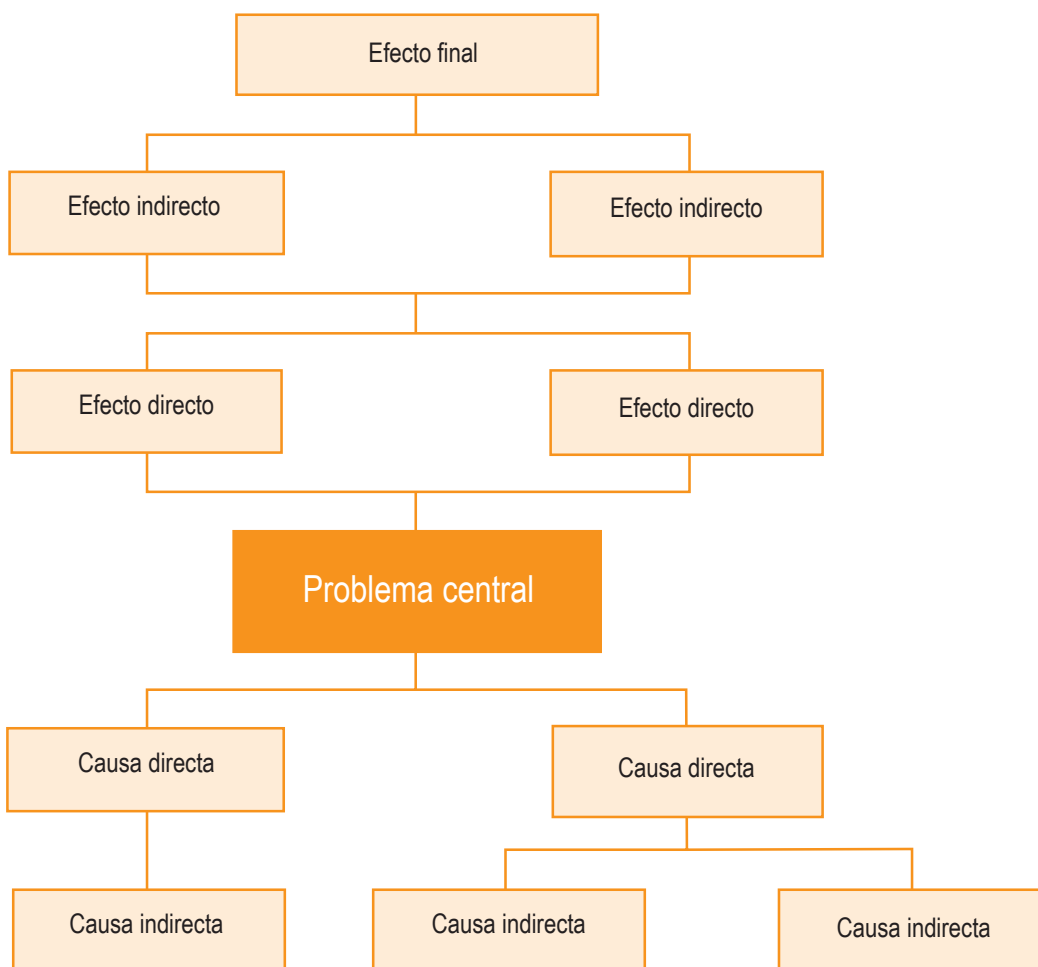 Efecto final
Efecto indirecto
Efecto indirecto
Efecto directo
Efecto directo
Problema central
Causa directa
Causa directa
Causa indirecta
Causa indirecta
Causa indirecta